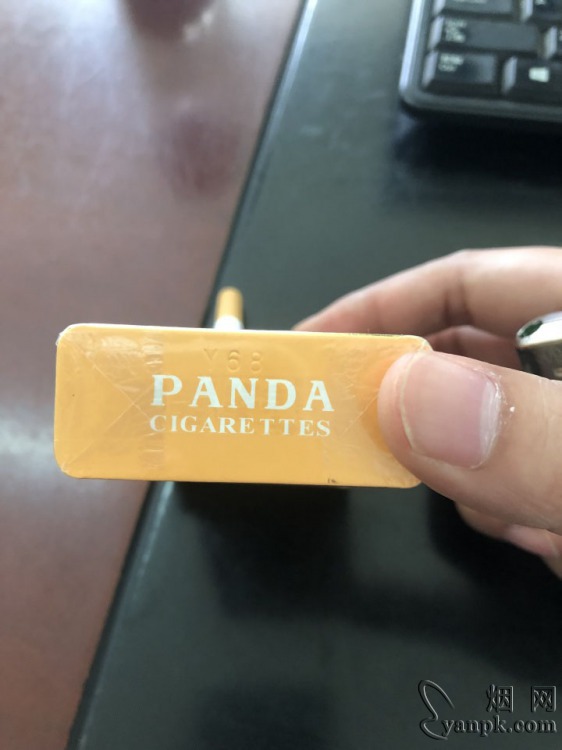 Y68
PANDA
CIGARETTES
烟网
yanpk.com